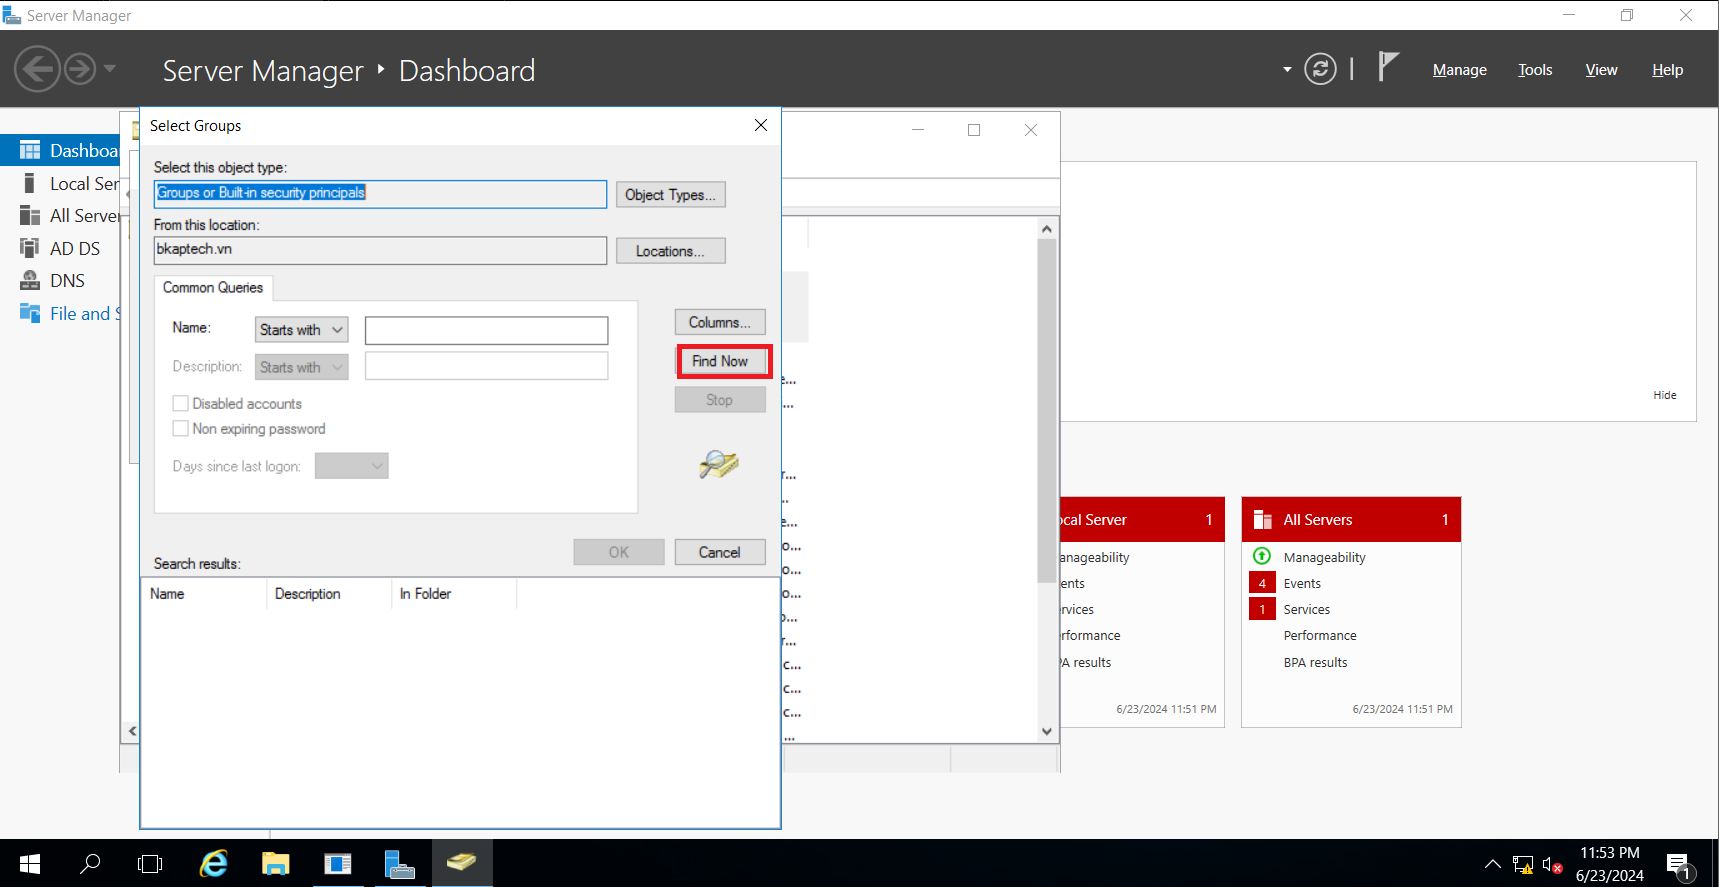 Server Manager
Server Manager
Dashboard
Manage
Tools
View
Help
Select Groups
Dashboa
Local Ser
All Server
AD DS
DNS
File and S
Select this object type:
Groups or Built-in security principals
Object Types...
From this location:
bkaptech.vn
Locations...
Common Queries
Name:
Starts with
Columns...
Find Now
Description:
Starts with
Stop
Disabled accounts
Non expiring password
Days since last logon:
OK
Cancel
Search results:
Name
Description
In Folder
e...
...
r...
..
e...
o...
o...
o...
o...
r...
c...
c...
c...
...
Hide
ocal Server
1
anageability
ents
rvices
rformance
PA results
6/23/2024 11:51 PM
All Servers
1
Manageability
4
Events
1
Services
Performance
BPA results
6/23/2024 11:51 PM
11:53 PM
6/23/2024
1